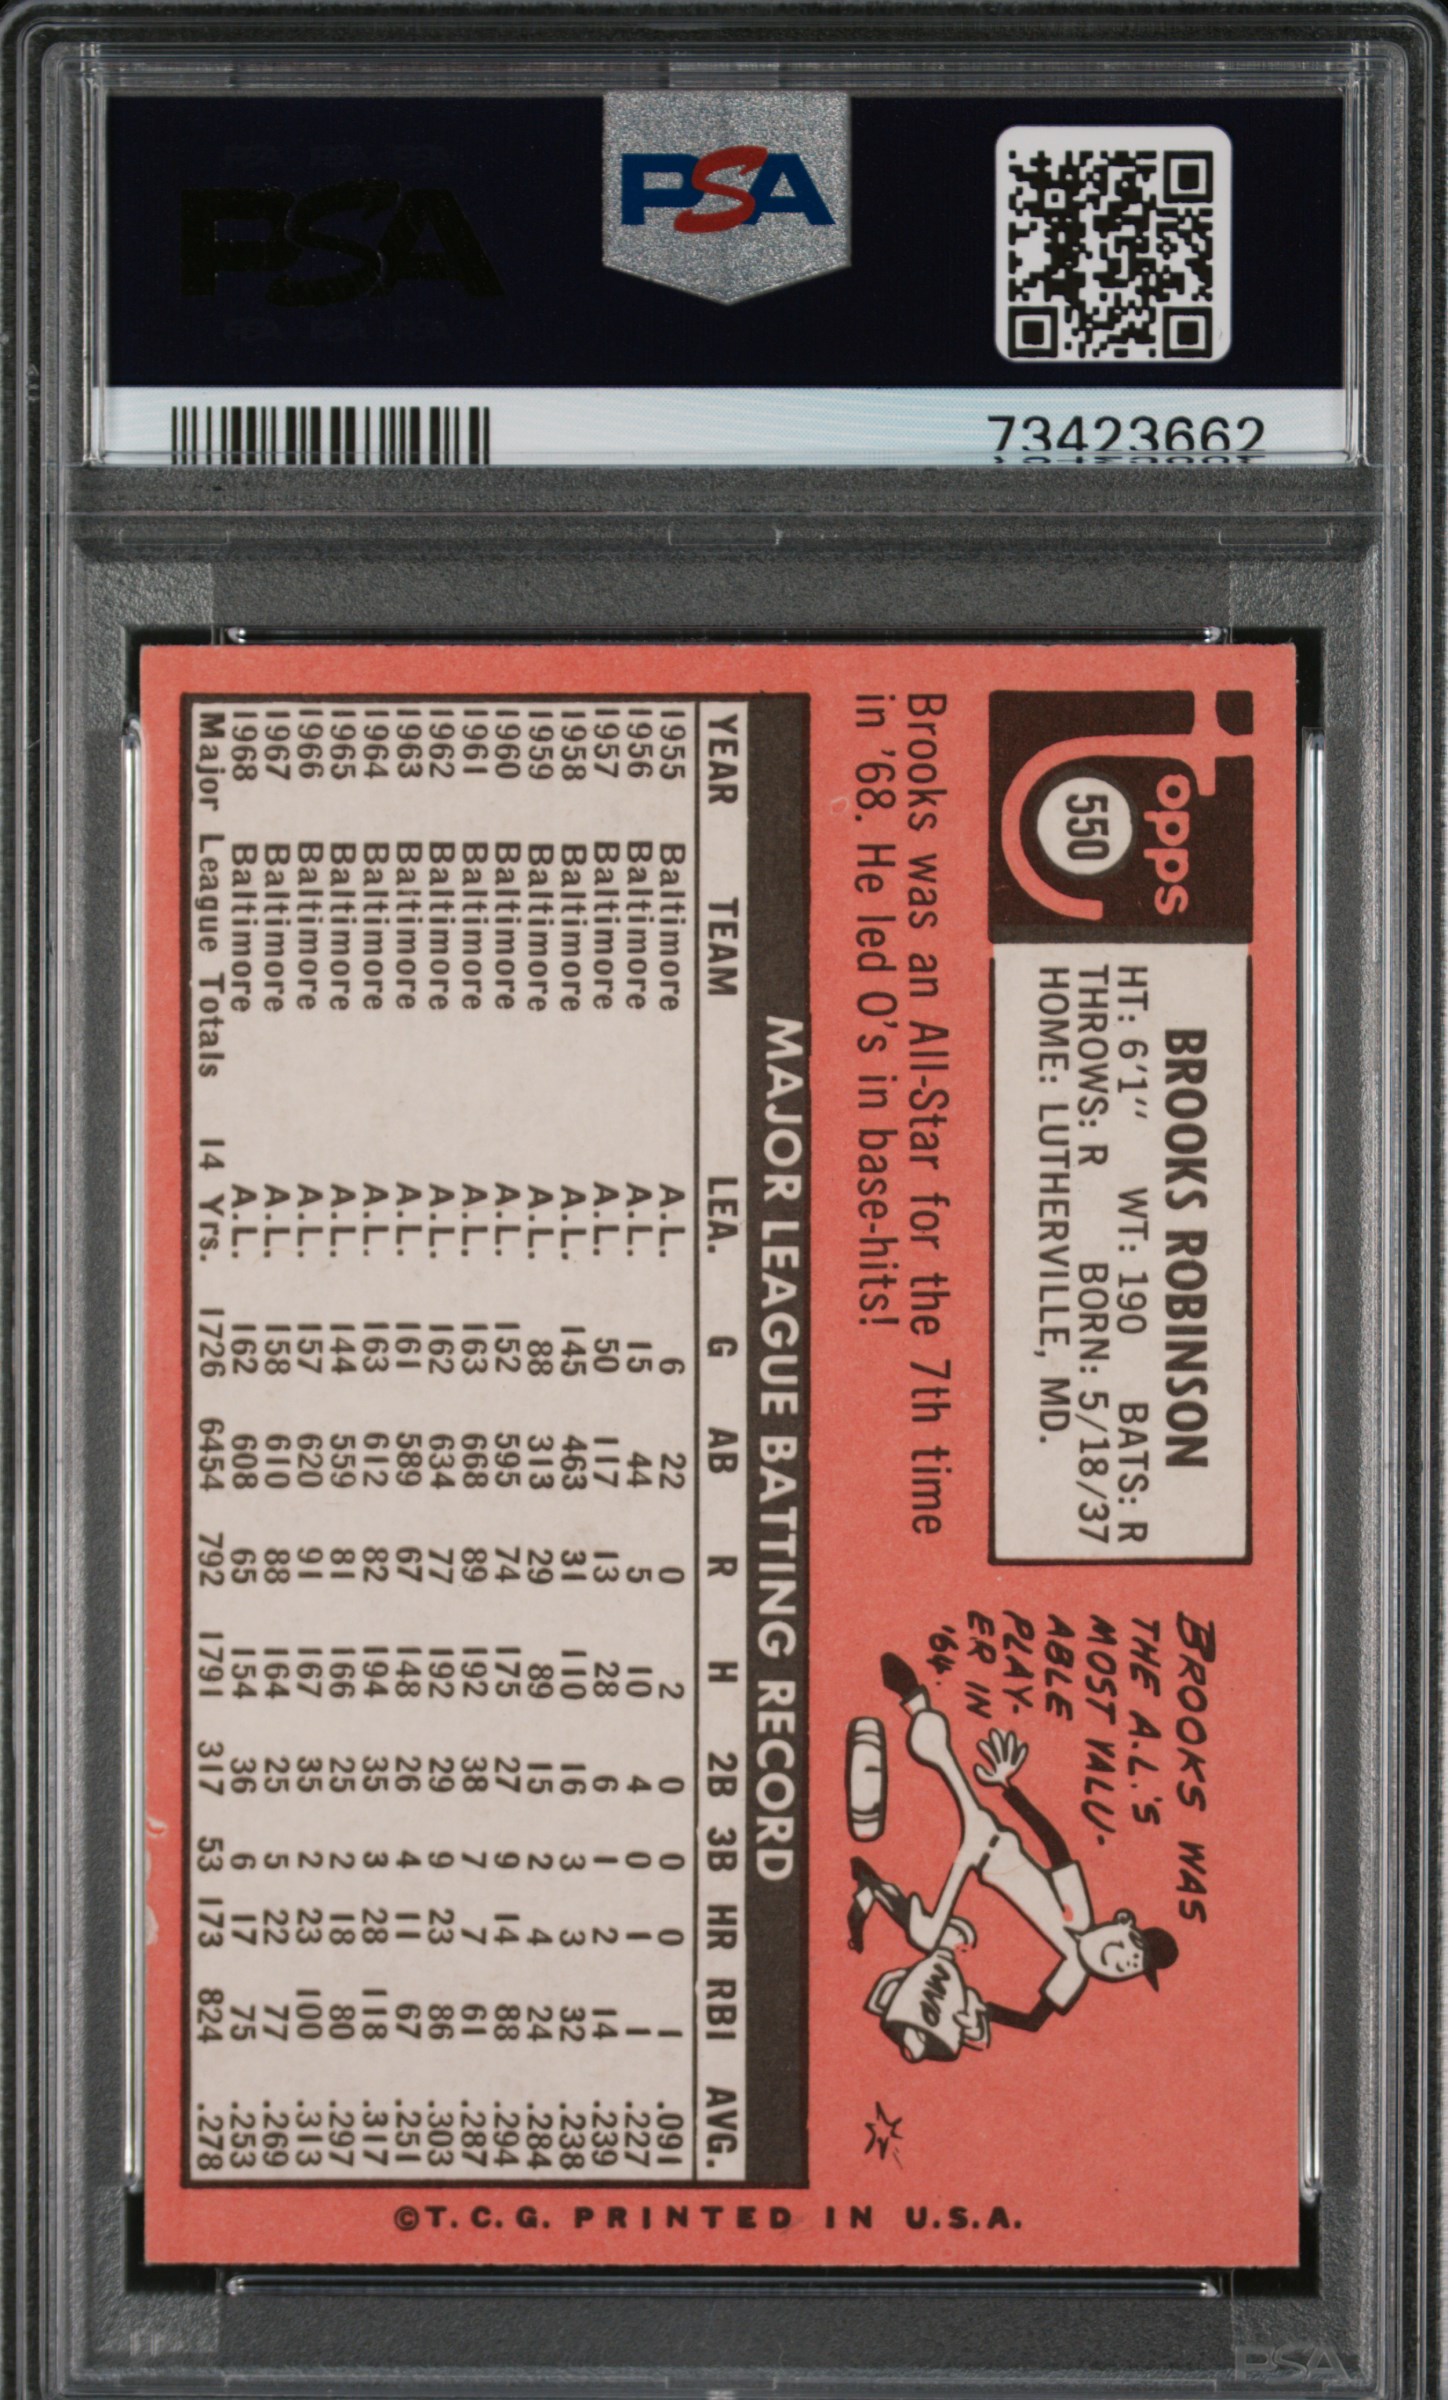 PSA
PSA
73423662
Topps
550
BROOKS ROBINSON
HT: 6'1" WT: 190 BATS: R
THROWS: R BORN: 5/18/37
HOME: LUTHERVILLE, MD.
Brooks was an All-Star for the 7th time
in '68. He led O's in base-hits!
BROOKS WAS
THE A.L.'S
MOST VALU-
ABLE
PLAY-
ER IN
'64.
MVP
MAJOR LEAGUE BATTING RECORD
YEAR TEAM LEA. G AB R H 2B 3B HR RBI AVG.
1955 Baltimore A.L. 6 22 0 2 0 0 0 1 .091
1956 Baltimore A.L. 15 44 5 10 4 0 1 1 .227
1957 Baltimore A.L. 50 117 13 28 6 1 2 14 .239
1958 Baltimore A.L. 145 463 31 110 16 3 3 32 .238
1959 Baltimore A.L. 88 313 29 89 15 2 4 24 .284
1960 Baltimore A.L. 152 595 74 175 27 9 14 88 .294
1961 Baltimore A.L. 163 668 89 192 38 7 7 61 .287
1962 Baltimore A.L. 162 634 77 192 29 9 23 86 .303
1963 Baltimore A.L. 161 589 67 148 26 4 11 67 .251
1964 Baltimore A.L. 163 612 82 194 35 3 28 118 .317
1965 Baltimore A.L. 144 559 81 166 25 2 18 80 .297
1966 Baltimore A.L. 157 620 91 167 35 2 23 100 .313
1967 Baltimore A.L. 158 610 88 164 25 5 22 77 .269
1968 Baltimore A.L. 162 608 65 154 36 6 17 75 .253
Major League Totals 14 Yrs. 1726 6454 792 1791 317 53 173 824 .278
©T.C.G. PRINTED IN U.S.A.
PSA